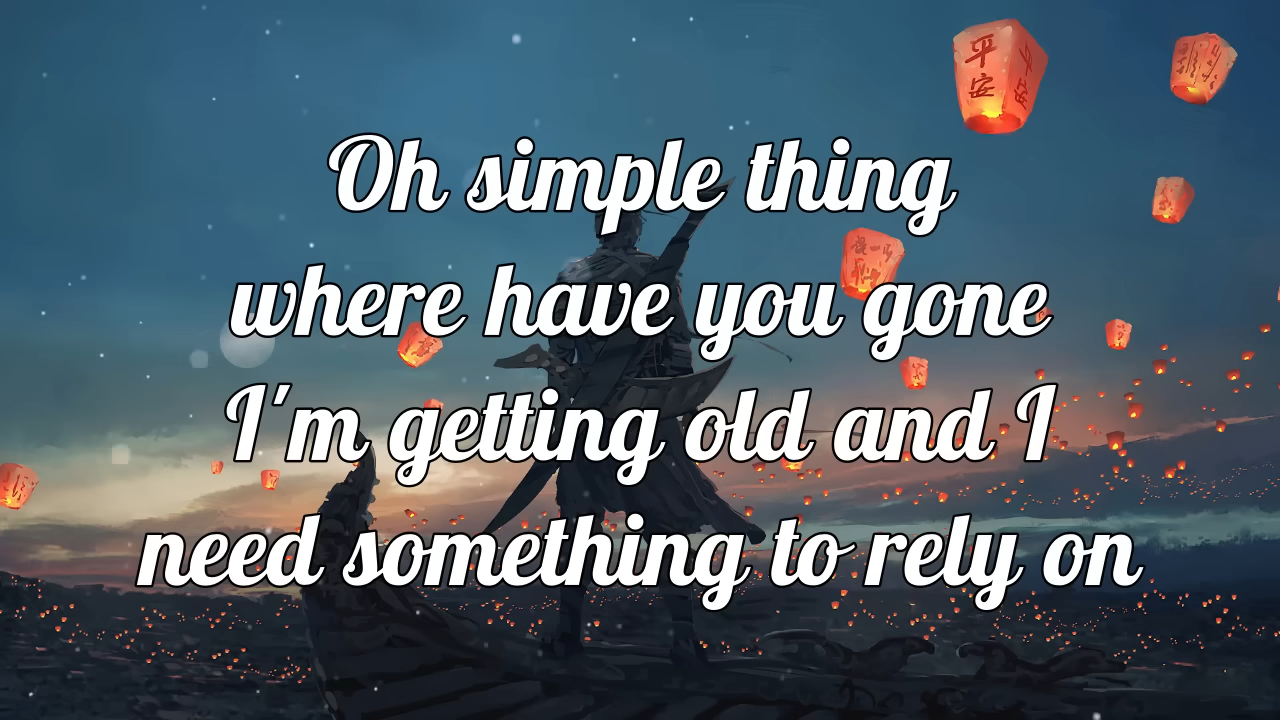 平安
Oh simple thing
where have you gone
I'm getting old and I
need something to rely on